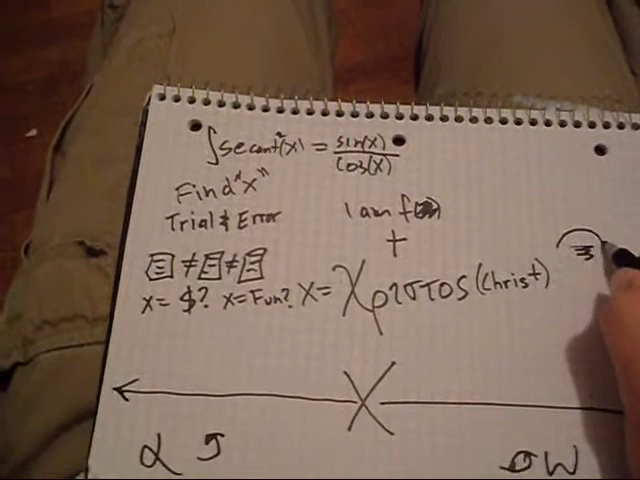 ∫secant²(x) = sin(x)/cos(x)
Find "x"
Trial & Error
I am
≠ ≠
x = $? x = Fun? X = Χριστος (Christ)
X
α
ω